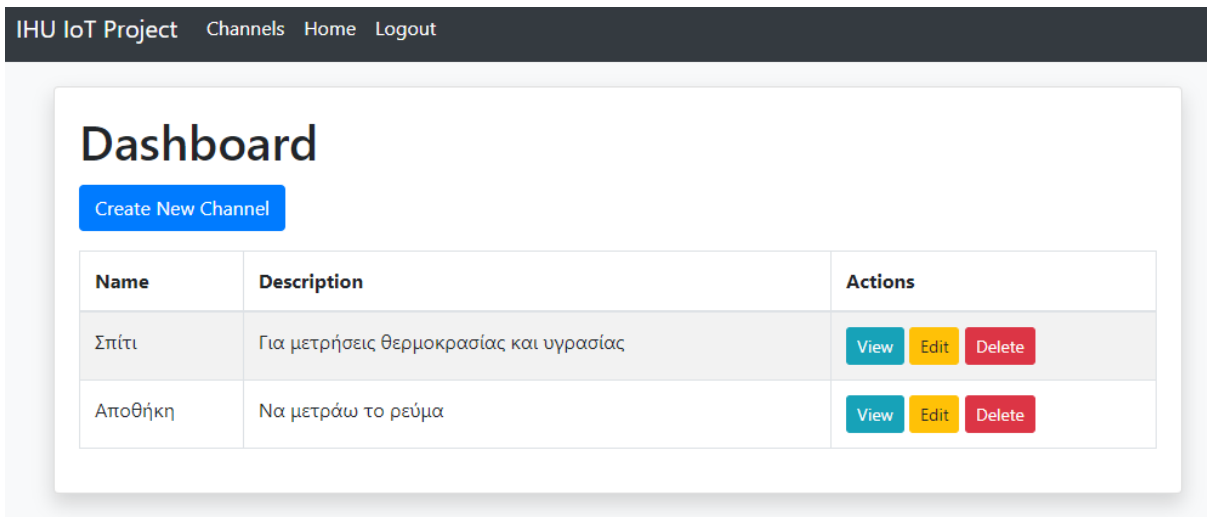 IHU IoT Project Channels Home Logout
Dashboard
Create New Channel
Name Description Actions
Σπίτι Για μετρήσεις θερμοκρασίας και υγρασίας View Edit Delete
Αποθήκη Να μετράω το ρεύμα View Edit Delete